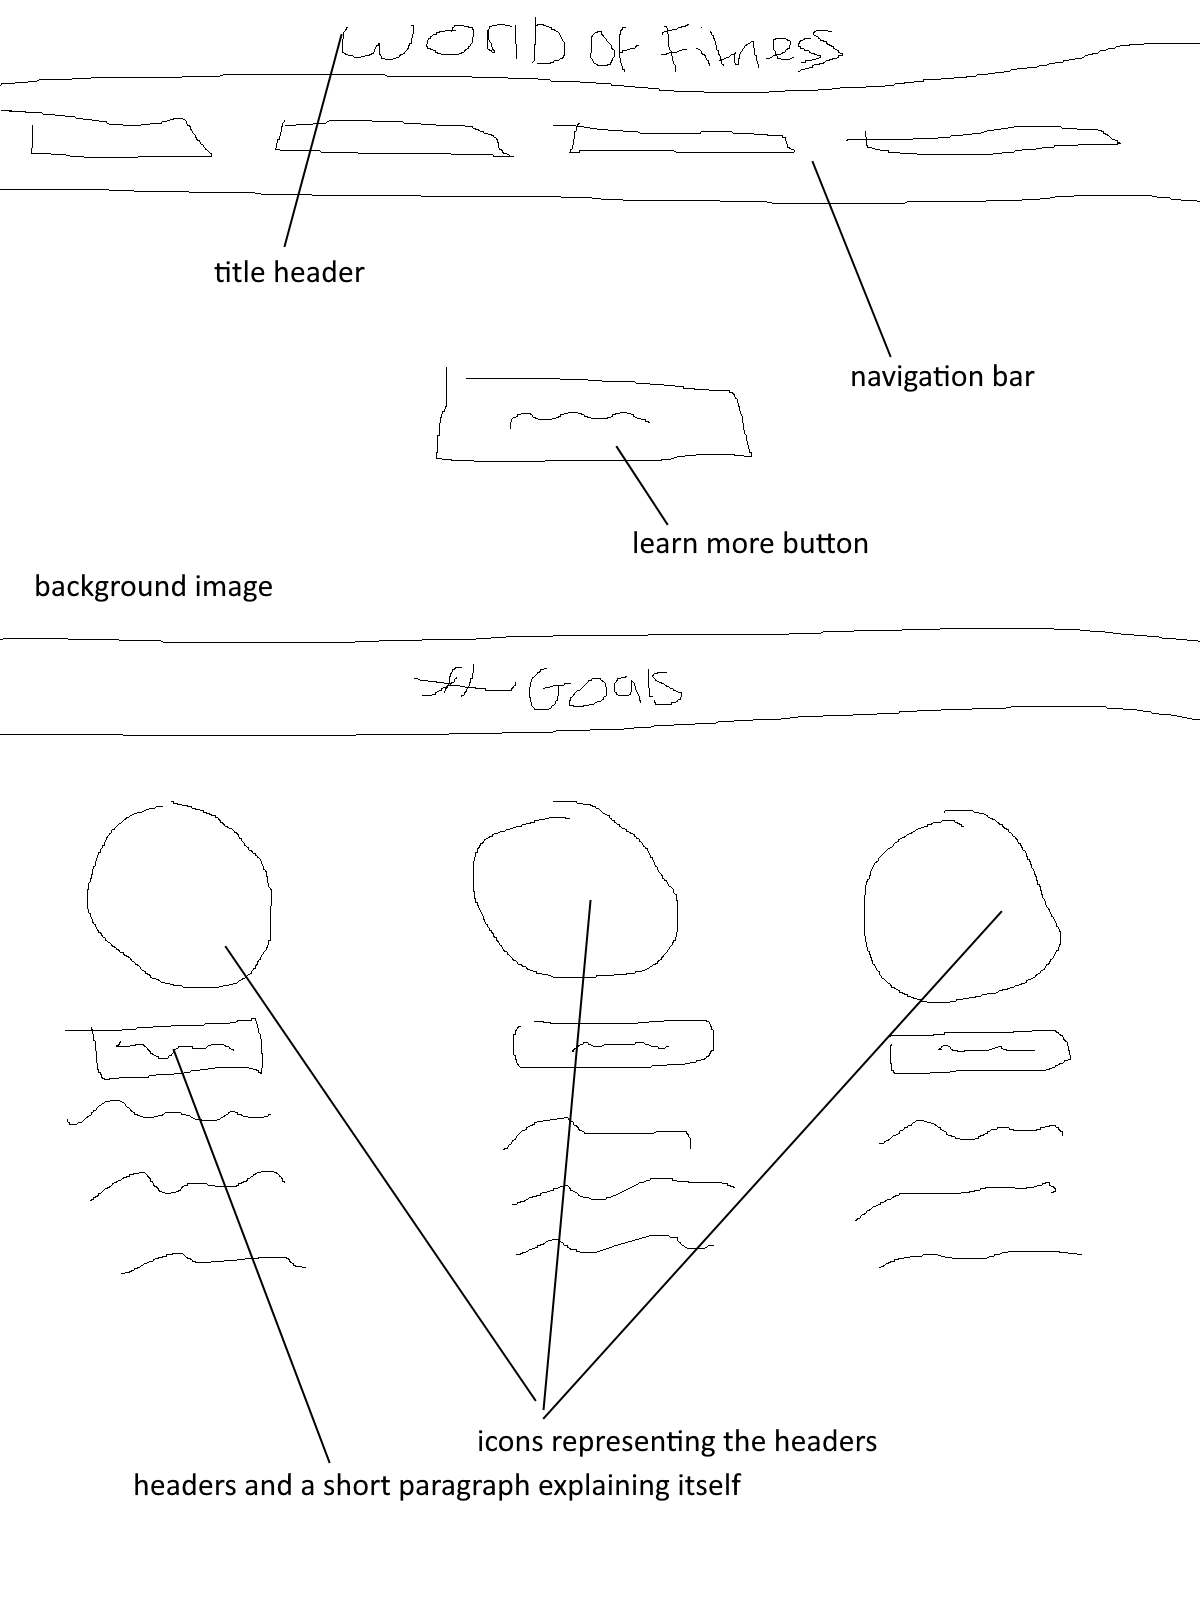 World of Fitness
title header
navigation bar
learn more button
background image
Goals
icons representing the headers
headers and a short paragraph explaining itself